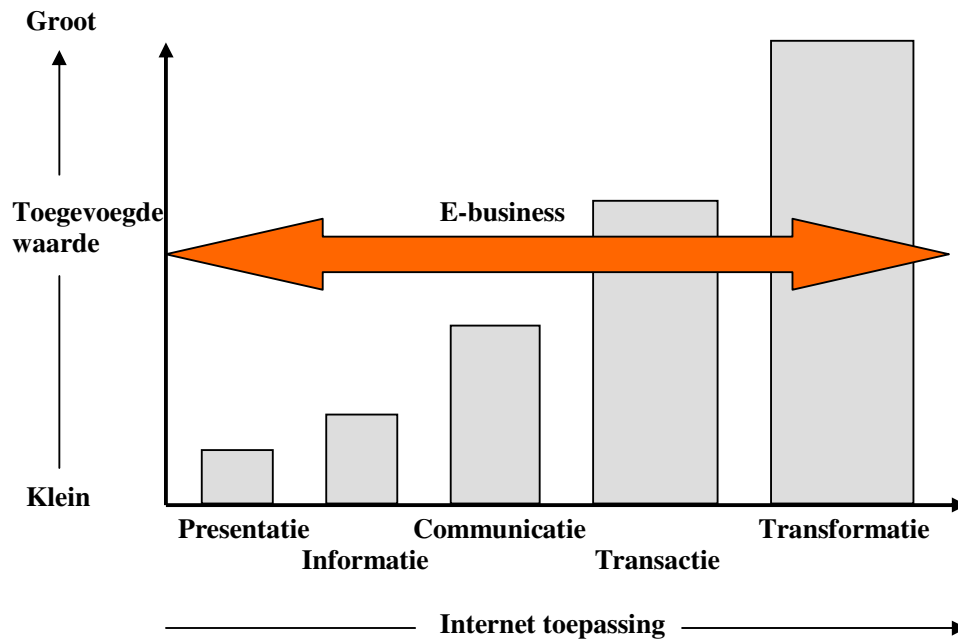 Groot
Toegevoegde
waarde
E-business
Klein
Presentatie
Communicatie
Transformatie
Informatie
Transactie
Internet toepassing